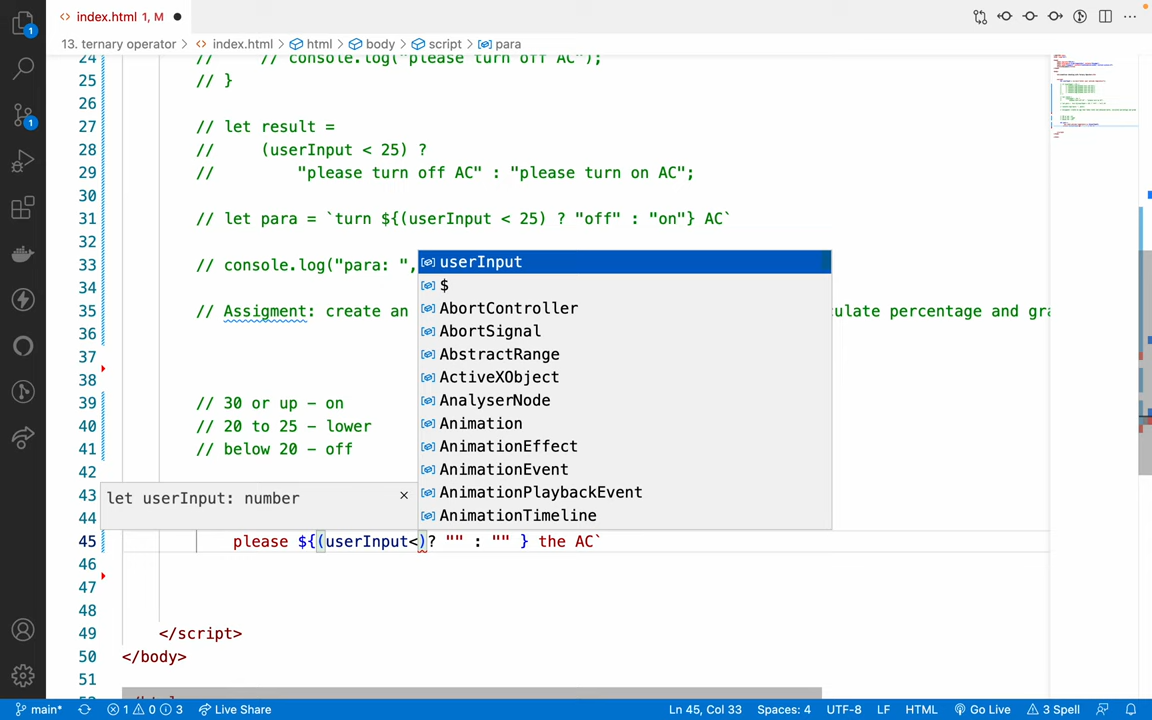 index.html 1, M
13. ternary operator > index.html > html > body > script > para
24 // // console.log("please turn off AC");
25 // }
26
27 // let result =
28 // (userInput < 25) ?
29 // "please turn off AC" : "please turn on AC";
30
31 // let para = `turn ${(userInput < 25) ? "off" : "on"} AC`
32
33 // console.log("para: ",
34
35 // Assigment: create an ulate percentage and gra
36
37
38
39 // 30 or up – on
40 // 20 to 25 – lower
41 // below 20 – off
42
43
44
45 please ${(userInput<)? "" : "" } the AC`
46
47
48
49 </script>
50 </body>
51
userInput
$
AbortController
AbortSignal
AbstractRange
ActiveXObject
AnalyserNode
Animation
AnimationEffect
AnimationEvent
AnimationPlaybackEvent
AnimationTimeline
let userInput: number
main* 1 0 3 Live Share Ln 45, Col 33 Spaces: 4 UTF-8 LF HTML Go Live 3 Spell